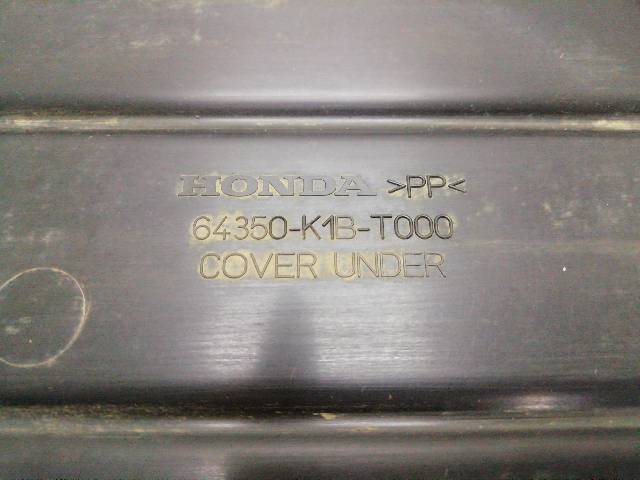 HONDA >PP<
64350-K1B-T000
COVER UNDER